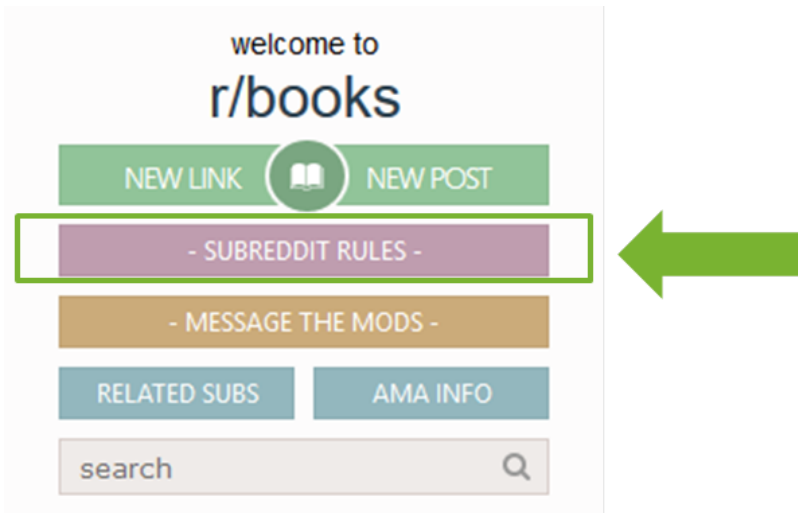 welcome to
r/books
NEW LINK NEW POST
- SUBREDDIT RULES -
- MESSAGE THE MODS -
RELATED SUBS AMA INFO
search